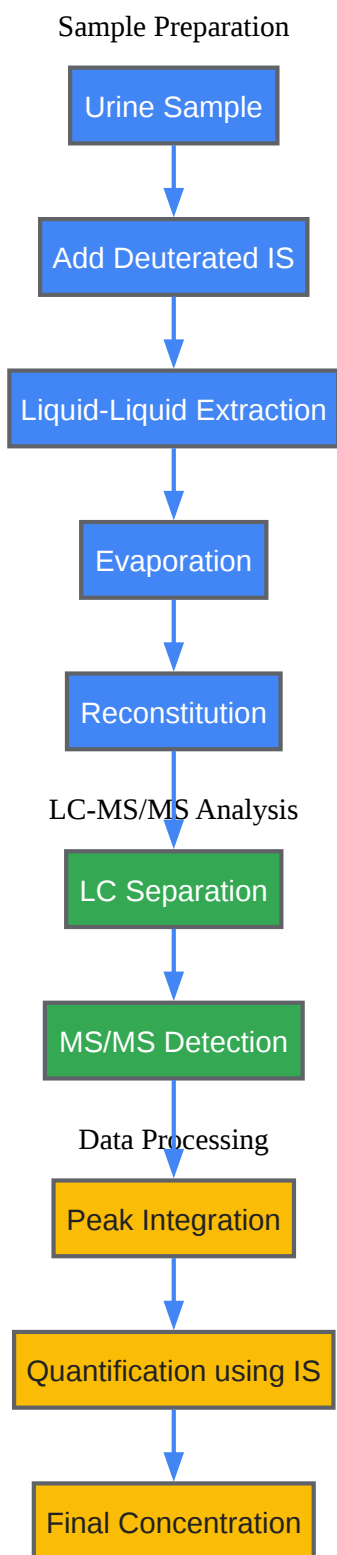 Sample Preparation
Urine Sample
Add Deuterated IS
Liquid-Liquid Extraction
Evaporation
Reconstitution
LC-MS/MS Analysis
LC Separation
MS/MS Detection
Data Processing
Peak Integration
Quantification using IS
Final Concentration